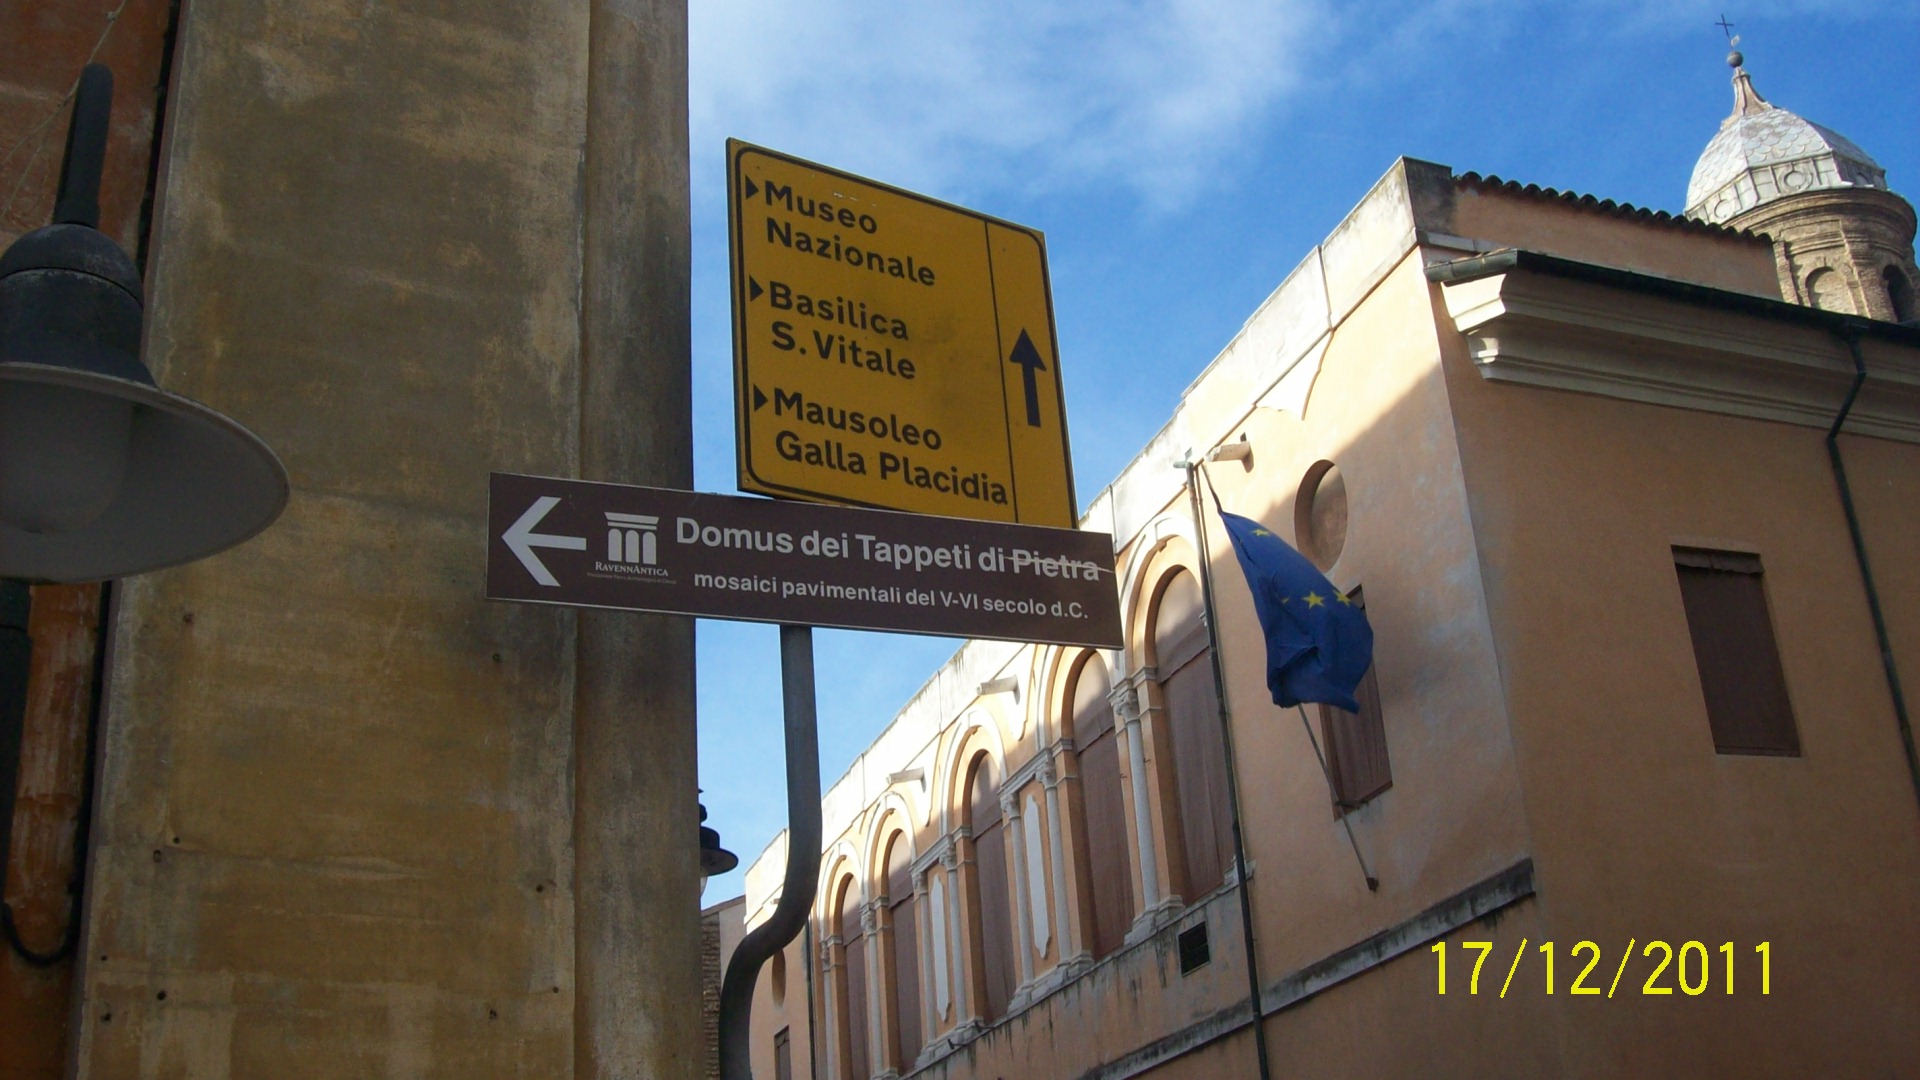 Museo
Nazionale
Basilica
S. Vitale
Mausoleo
Galla Placidia
Domus dei Tappeti di Pietra
RAVENNANTICA
mosaici pavimentali del V-VI secolo d.C.
17/12/2011